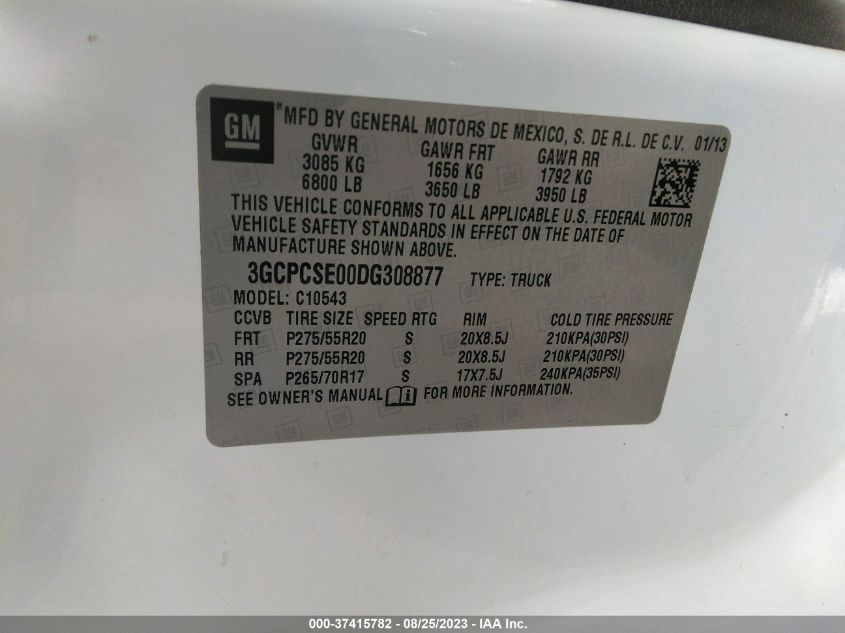 GM
MFD BY GENERAL MOTORS DE MEXICO, S. DE R.L. DE C.V. 01/13
GVWR GAWR FRT GAWR RR
3085 KG 1656 KG 1792 KG
6800 LB 3650 LB 3950 LB
THIS VEHICLE CONFORMS TO ALL APPLICABLE U.S. FEDERAL MOTOR
VEHICLE SAFETY STANDARDS IN EFFECT ON THE DATE OF
MANUFACTURE SHOWN ABOVE.
3GCPCSE00DG308877 TYPE: TRUCK
MODEL: C10543
CCVB TIRE SIZE SPEED RTG RIM COLD TIRE PRESSURE
FRT P275/55R20 S 20X8.5J 210KPA(30PSI)
RR P275/55R20 S 20X8.5J 210KPA(30PSI)
SPA P265/70R17 S 17X7.5J 240KPA(35PSI)
SEE OWNER'S MANUAL FOR MORE INFORMATION.
000-37415782 - 08/25/2023 - IAA Inc.